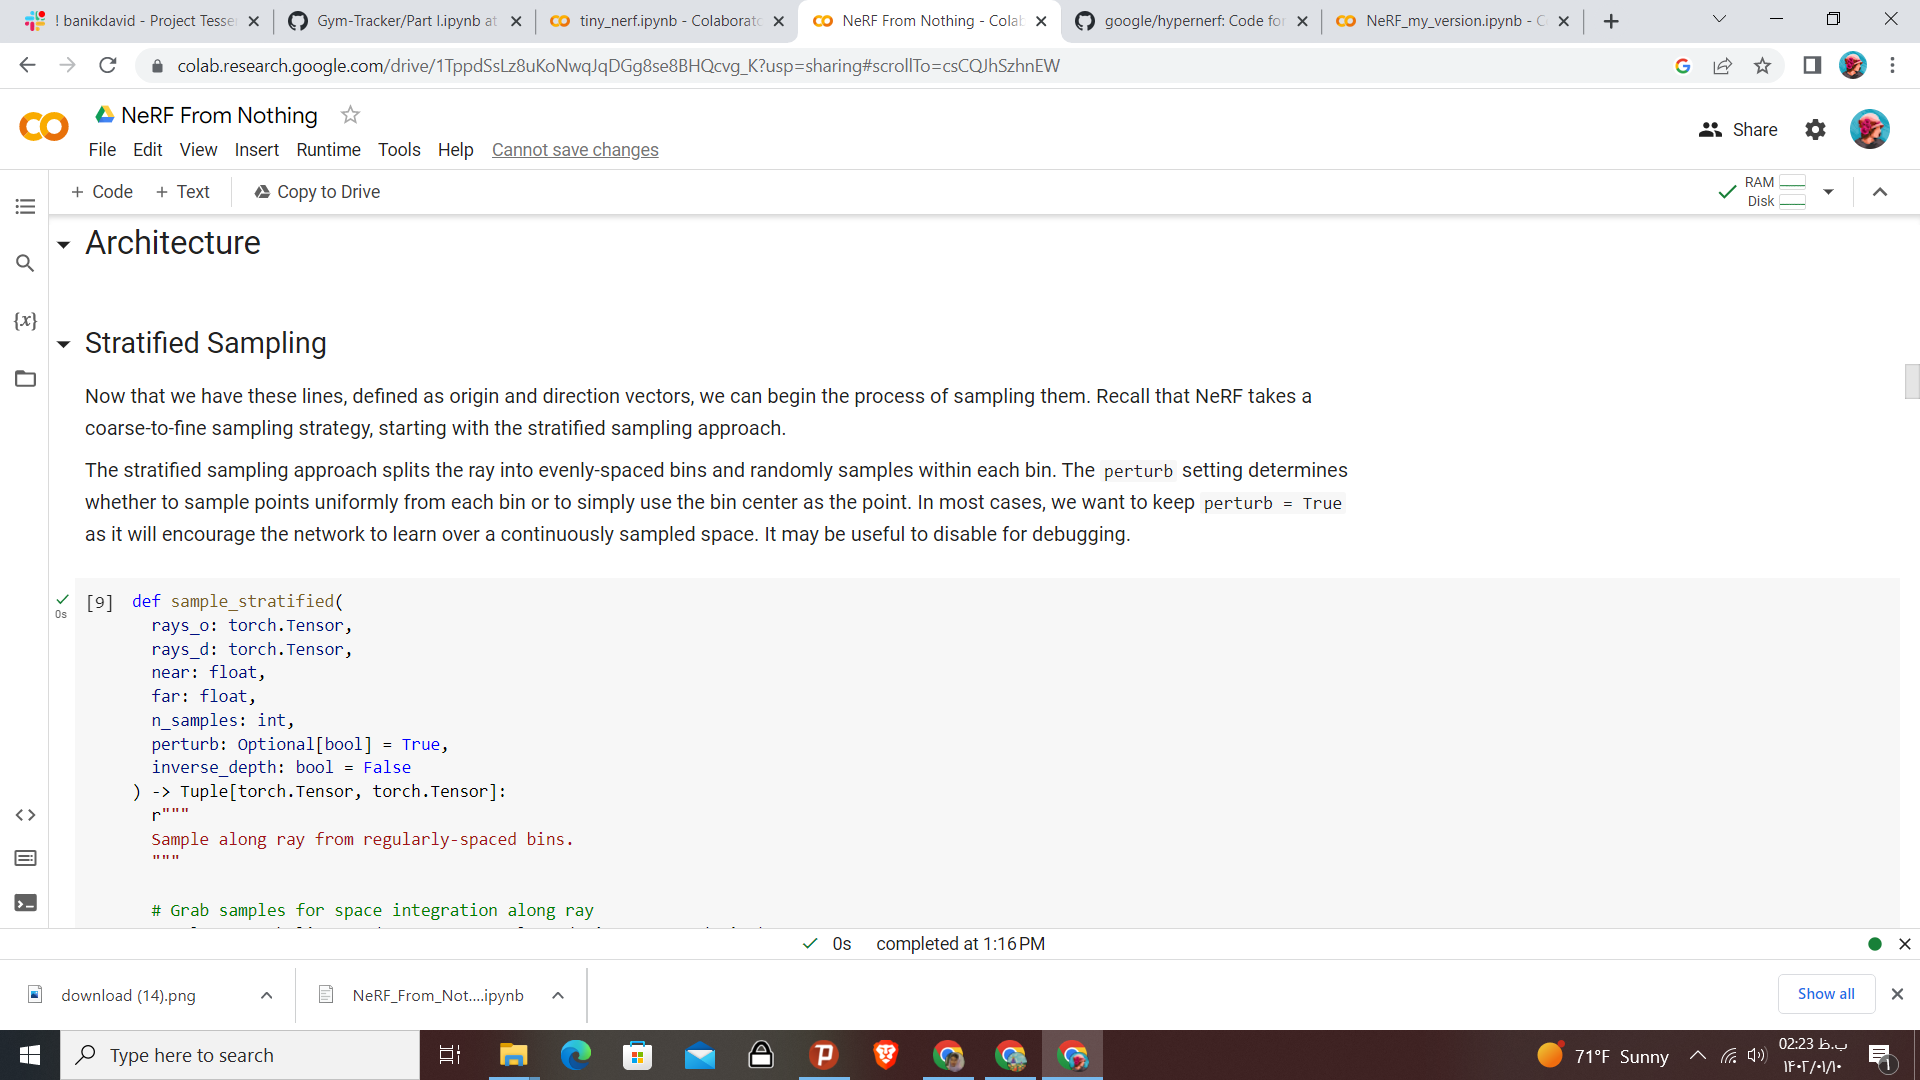 ! banikdavid - Project Tesse
Gym-Tracker/Part I.ipynb at
tiny_nerf.ipynb - Colaborato
NeRF From Nothing - Colab
google/hypernerf: Code for
NeRF_my_version.ipynb - C
colab.research.google.com/drive/1TppdSsLz8uKoNwqJqDGg8se8BHQcvg_K?usp=sharing#scrollTo=csCQJhSzhnEW
NeRF From Nothing
Share
File Edit View Insert Runtime Tools Help Cannot save changes
+ Code + Text Copy to Drive
RAM
Disk
Architecture
{x}
Stratified Sampling
Now that we have these lines, defined as origin and direction vectors, we can begin the process of sampling them. Recall that NeRF takes a
coarse-to-fine sampling strategy, starting with the stratified sampling approach.
The stratified sampling approach splits the ray into evenly-spaced bins and randomly samples within each bin. The perturb setting determines
whether to sample points uniformly from each bin or to simply use the bin center as the point. In most cases, we want to keep perturb = True
as it will encourage the network to learn over a continuously sampled space. It may be useful to disable for debugging.
0s
[9] def sample_stratified(
rays_o: torch.Tensor,
rays_d: torch.Tensor,
near: float,
far: float,
n_samples: int,
perturb: Optional[bool] = True,
inverse_depth: bool = False
) -> Tuple[torch.Tensor, torch.Tensor]:
r"""
Sample along ray from regularly-spaced bins.
"""
# Grab samples for space integration along ray
0s completed at 1:16 PM
download (14).png
NeRF_From_Not....ipynb
Show all
Type here to search
71°F Sunny
02:23 ب.ظ
۱۴۰۲/۰۱/۱۰
1